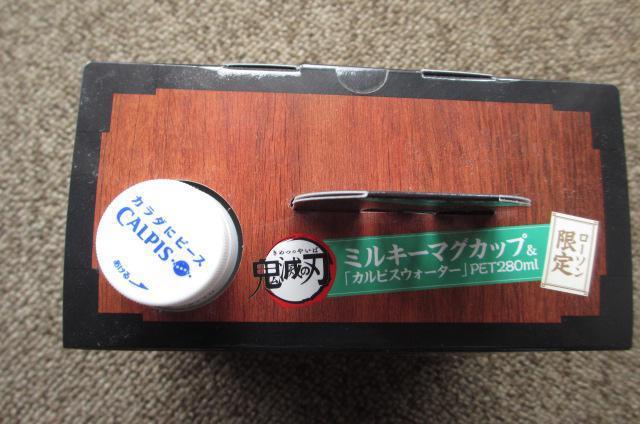 カラダにピース
CALPIS
あける
きめつのやいば
鬼滅の刃
ミルキーマグカップ&
「カルピスウォーター」PET280ml
ローソン
限定